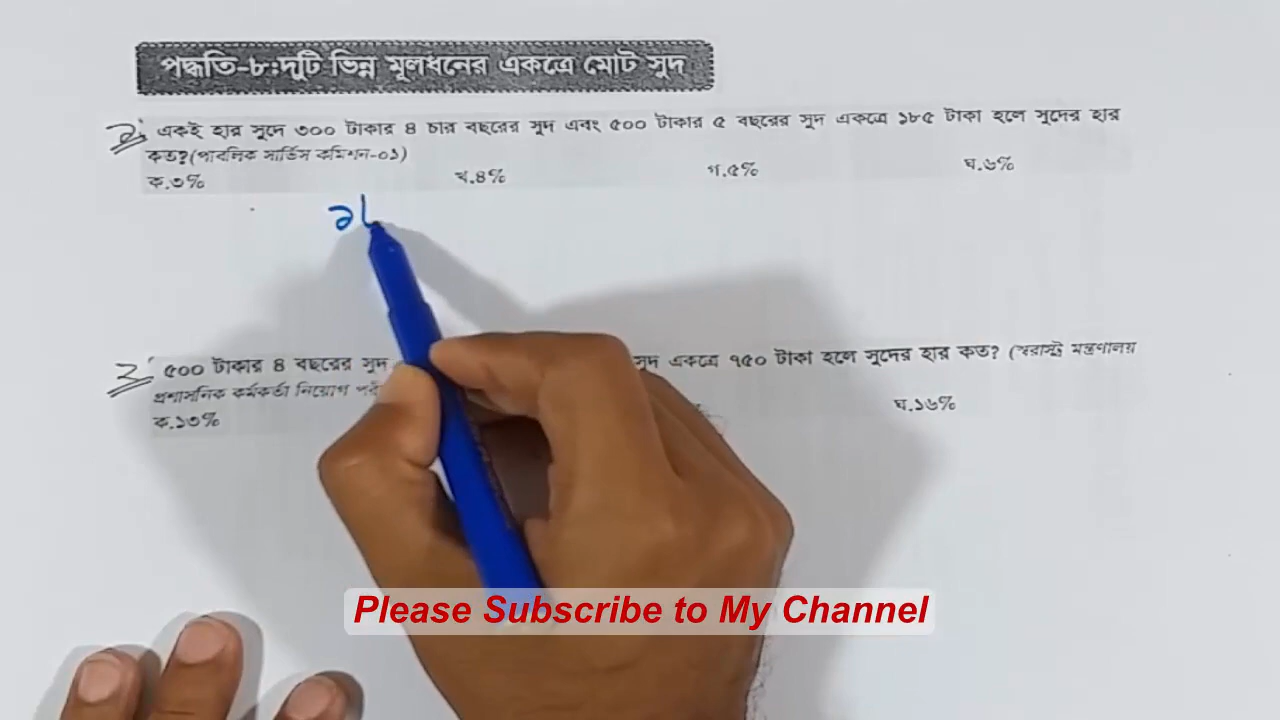 পদ্ধতি-৮:দুটি ভিন্ন মূলধনের একত্রে মোট সুদ
১. একই হার সুদে ৩০০ টাকার ৪ চার বছরের সুদ এবং ৫০০ টাকার ৫ বছরের সুদ একত্রে ১৮৫ টাকা হলে সুদের হার
কত?(পাবলিক সার্ভিস কমিশন-০১)
ক.৩% খ.৪% গ.৫% ঘ.৬%
১
২. ৫০০ টাকার ৪ বছরের সুদ সুদ একত্রে ৭৫০ টাকা হলে সুদের হার কত? (স্বরাস্ট্র মন্ত্রণালয়
প্রশাসনিক কর্মকর্তা নিয়োগ
ক.১৩% ঘ.১৬%
Please Subscribe to My Channel